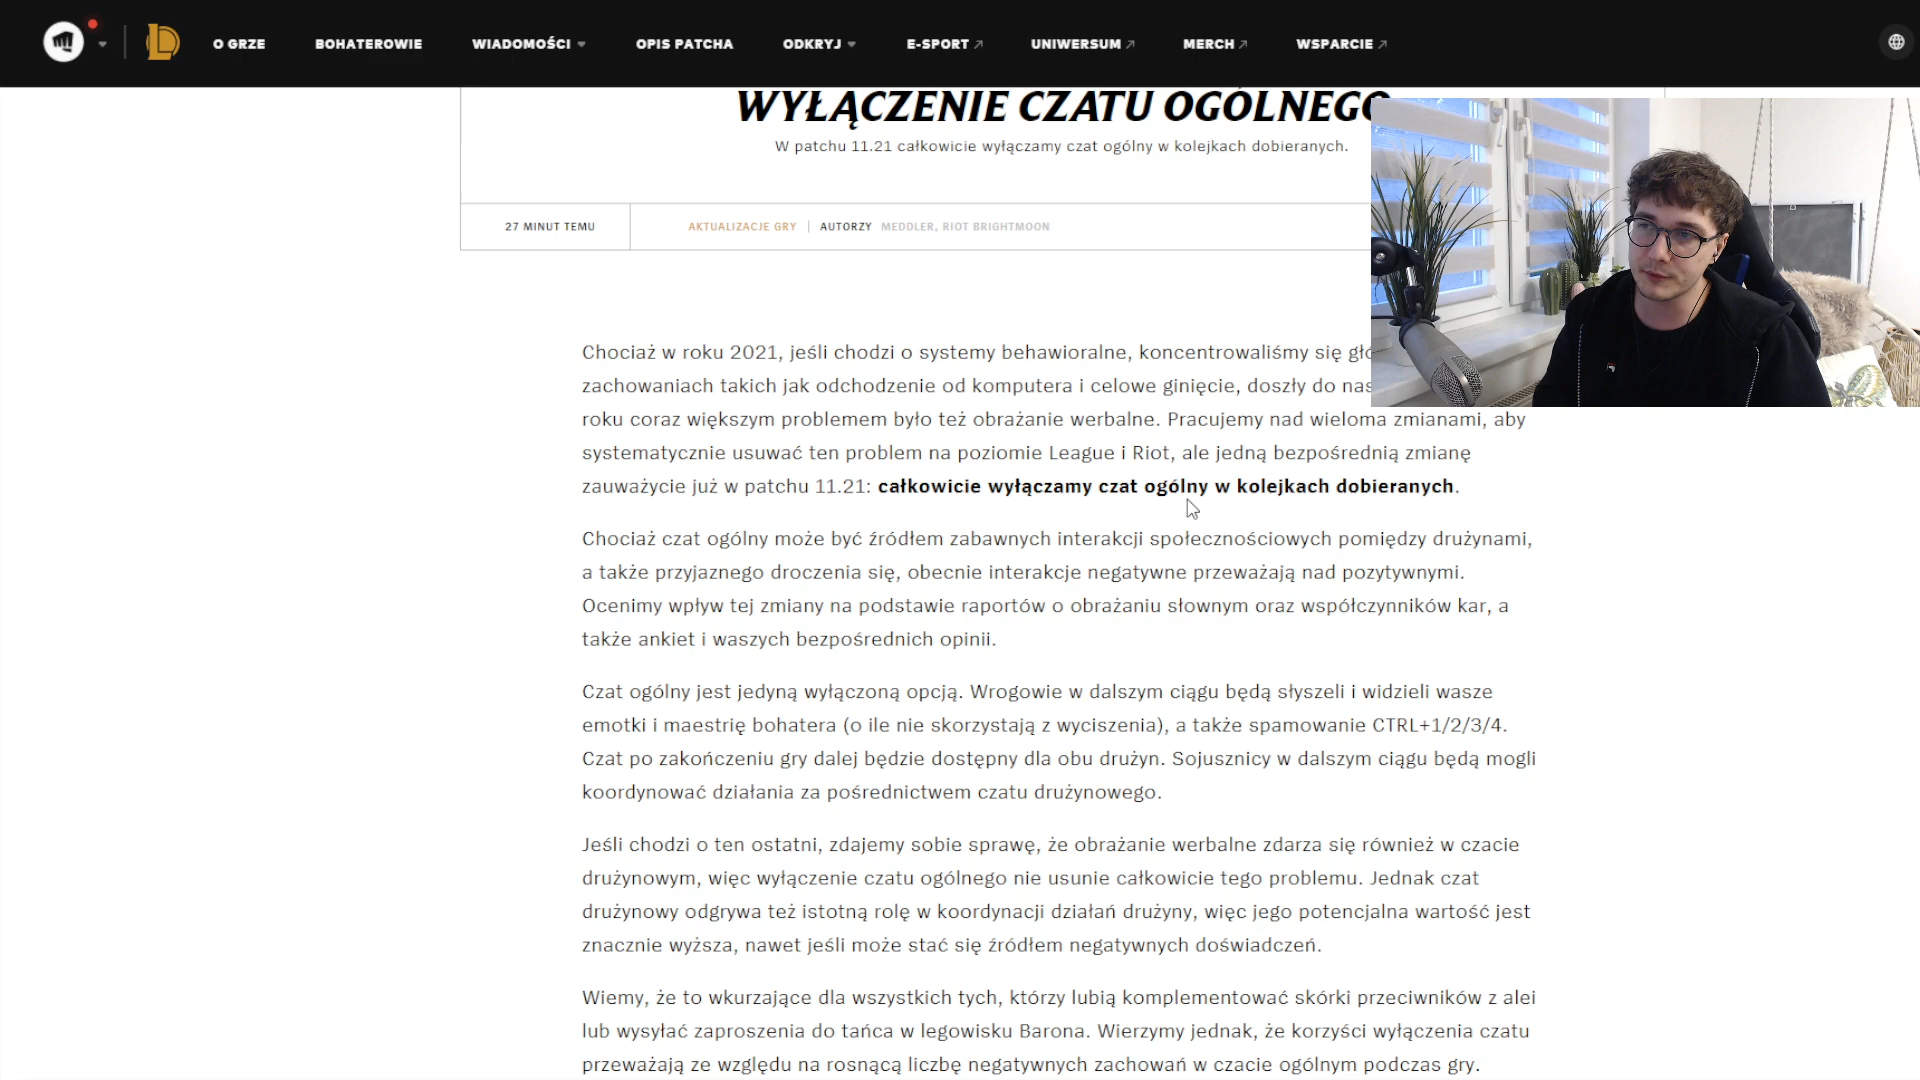 O GRZE BOHATEROWIE WIADOMOŚCI OPIS PATCHA ODKRYJ E-SPORT UNIWERSUM MERCH WSPARCIE
WYŁĄCZENIE CZATU OGÓLNEGO
W patchu 11.21 całkowicie wyłączamy czat ogólny w kolejkach dobieranych.
27 MINUT TEMU AKTUALIZACJE GRY AUTORZY MEDDLER, RIOT BRIGHTMOON
Chociaż w roku 2021, jeśli chodzi o systemy behawioralne, koncentrowaliśmy się
zachowaniach takich jak odchodzenie od komputera i celowe ginięcie, doszły do
roku coraz większym problemem było też obrażanie werbalne. Pracujemy nad wieloma zmianami, aby
systematycznie usuwać ten problem na poziomie League i Riot, ale jedną bezpośrednią zmianę
zauważycie już w patchu 11.21: całkowicie wyłączamy czat ogólny w kolejkach dobieranych.
Chociaż czat ogólny może być źródłem zabawnych interakcji społecznościowych pomiędzy drużynami,
a także przyjaznego droczenia się, obecnie interakcje negatywne przeważają nad pozytywnymi.
Ocenimy wpływ tej zmiany na podstawie raportów o obrażaniu słownym oraz współczynników kar, a
także ankiet i waszych bezpośrednich opinii.
Czat ogólny jest jedyną wyłączoną opcją. Wrogowie w dalszym ciągu będą słyszeli i widzieli wasze
emotki i maestrię bohatera (o ile nie skorzystają z wyciszenia), a także spamowanie CTRL+1/2/3/4.
Czat po zakończeniu gry dalej będzie dostępny dla obu drużyn. Sojusznicy w dalszym ciągu będą mogli
koordynować działania za pośrednictwem czatu drużynowego.
Jeśli chodzi o ten ostatni, zdajemy sobie sprawę, że obrażanie werbalne zdarza się również w czacie
drużynowym, więc wyłączenie czatu ogólnego nie usunie całkowicie tego problemu. Jednak czat
drużynowy odgrywa też istotną rolę w koordynacji działań drużyny, więc jego potencjalna wartość jest
znacznie wyższa, nawet jeśli może stać się źródłem negatywnych doświadczeń.
Wiemy, że to wkurzające dla wszystkich tych, którzy lubią komplementować skórki przeciwników z alei
lub wysyłać zaproszenia do tańca w legowisku Barona. Wierzymy jednak, że korzyści wyłączenia czatu
przeważają ze względu na rosnącą liczbę negatywnych zachowań w czacie ogólnym podczas gry.